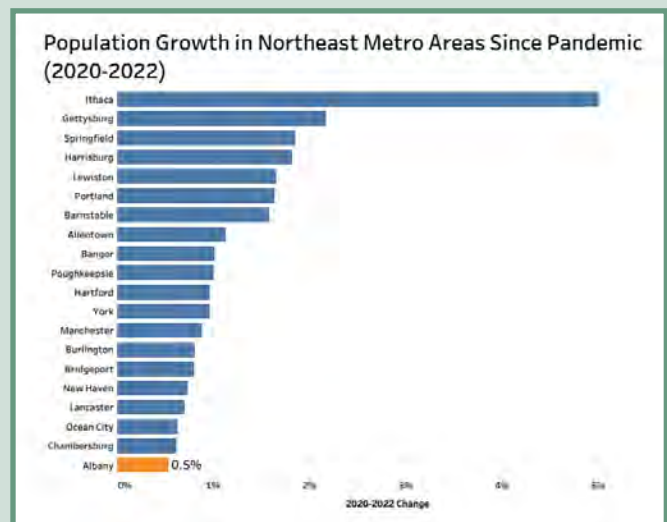 Population Growth in Northeast Metro Areas Since Pandemic
(2020-2022)
Ithaca
Gettysburg
Springfield
Harrisburg
Lewiston
Portland
Barnstable
Allentown
Bangor
Poughkeepsie
Hartford
York
Manchester
Burlington
Bridgeport
New Haven
Lancaster
Ocean City
Chambersburg
Albany 0.5%
0% 1% 2% 3% 4% 5%
2020-2022 Change